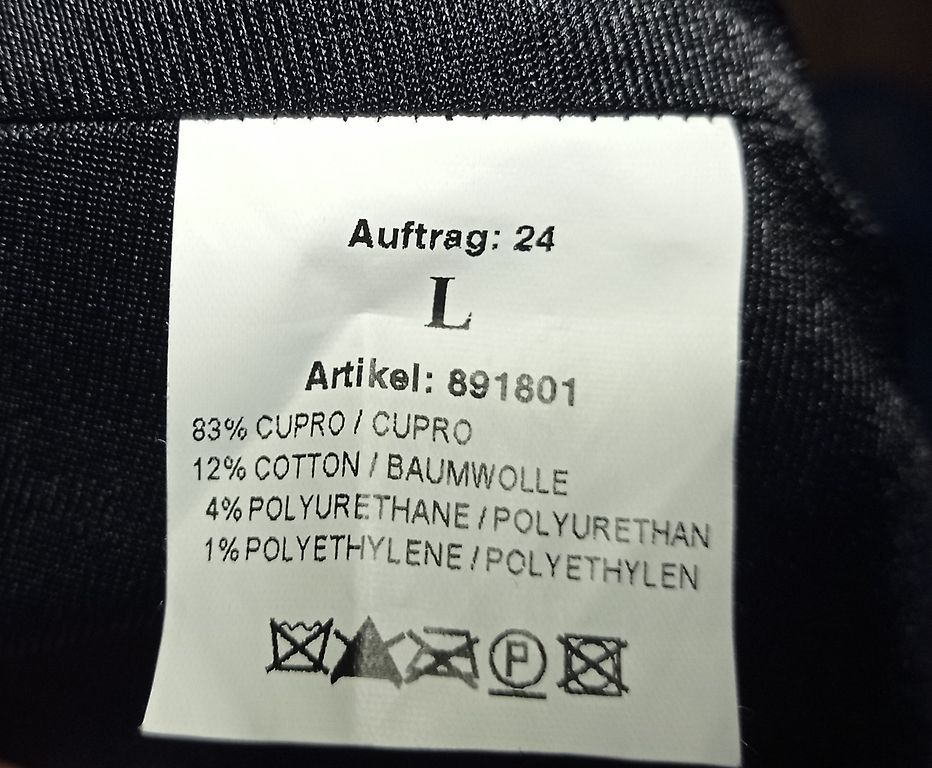 Auftrag: 24
L
Artikel: 891801
83% CUPRO / CUPRO
12% COTTON / BAUMWOLLE
4% POLYURETHANE / POLYURETHAN
1% POLYETHYLENE / POLYETHYLEN
P